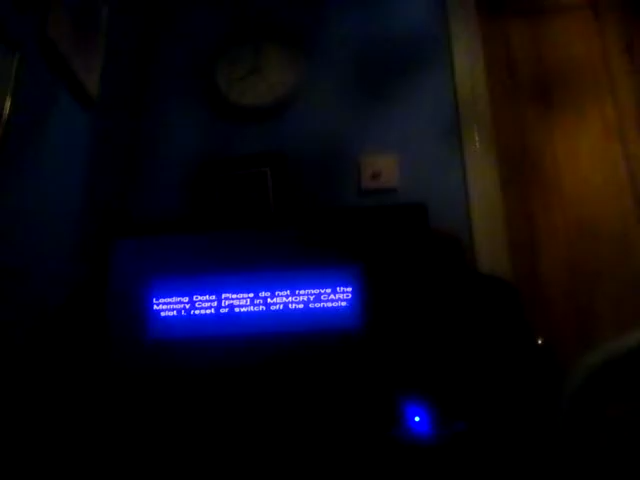 Loading Data. Please do not remove the
Memory Card [PS2] in MEMORY CARD
slot 1, reset or switch off the console.